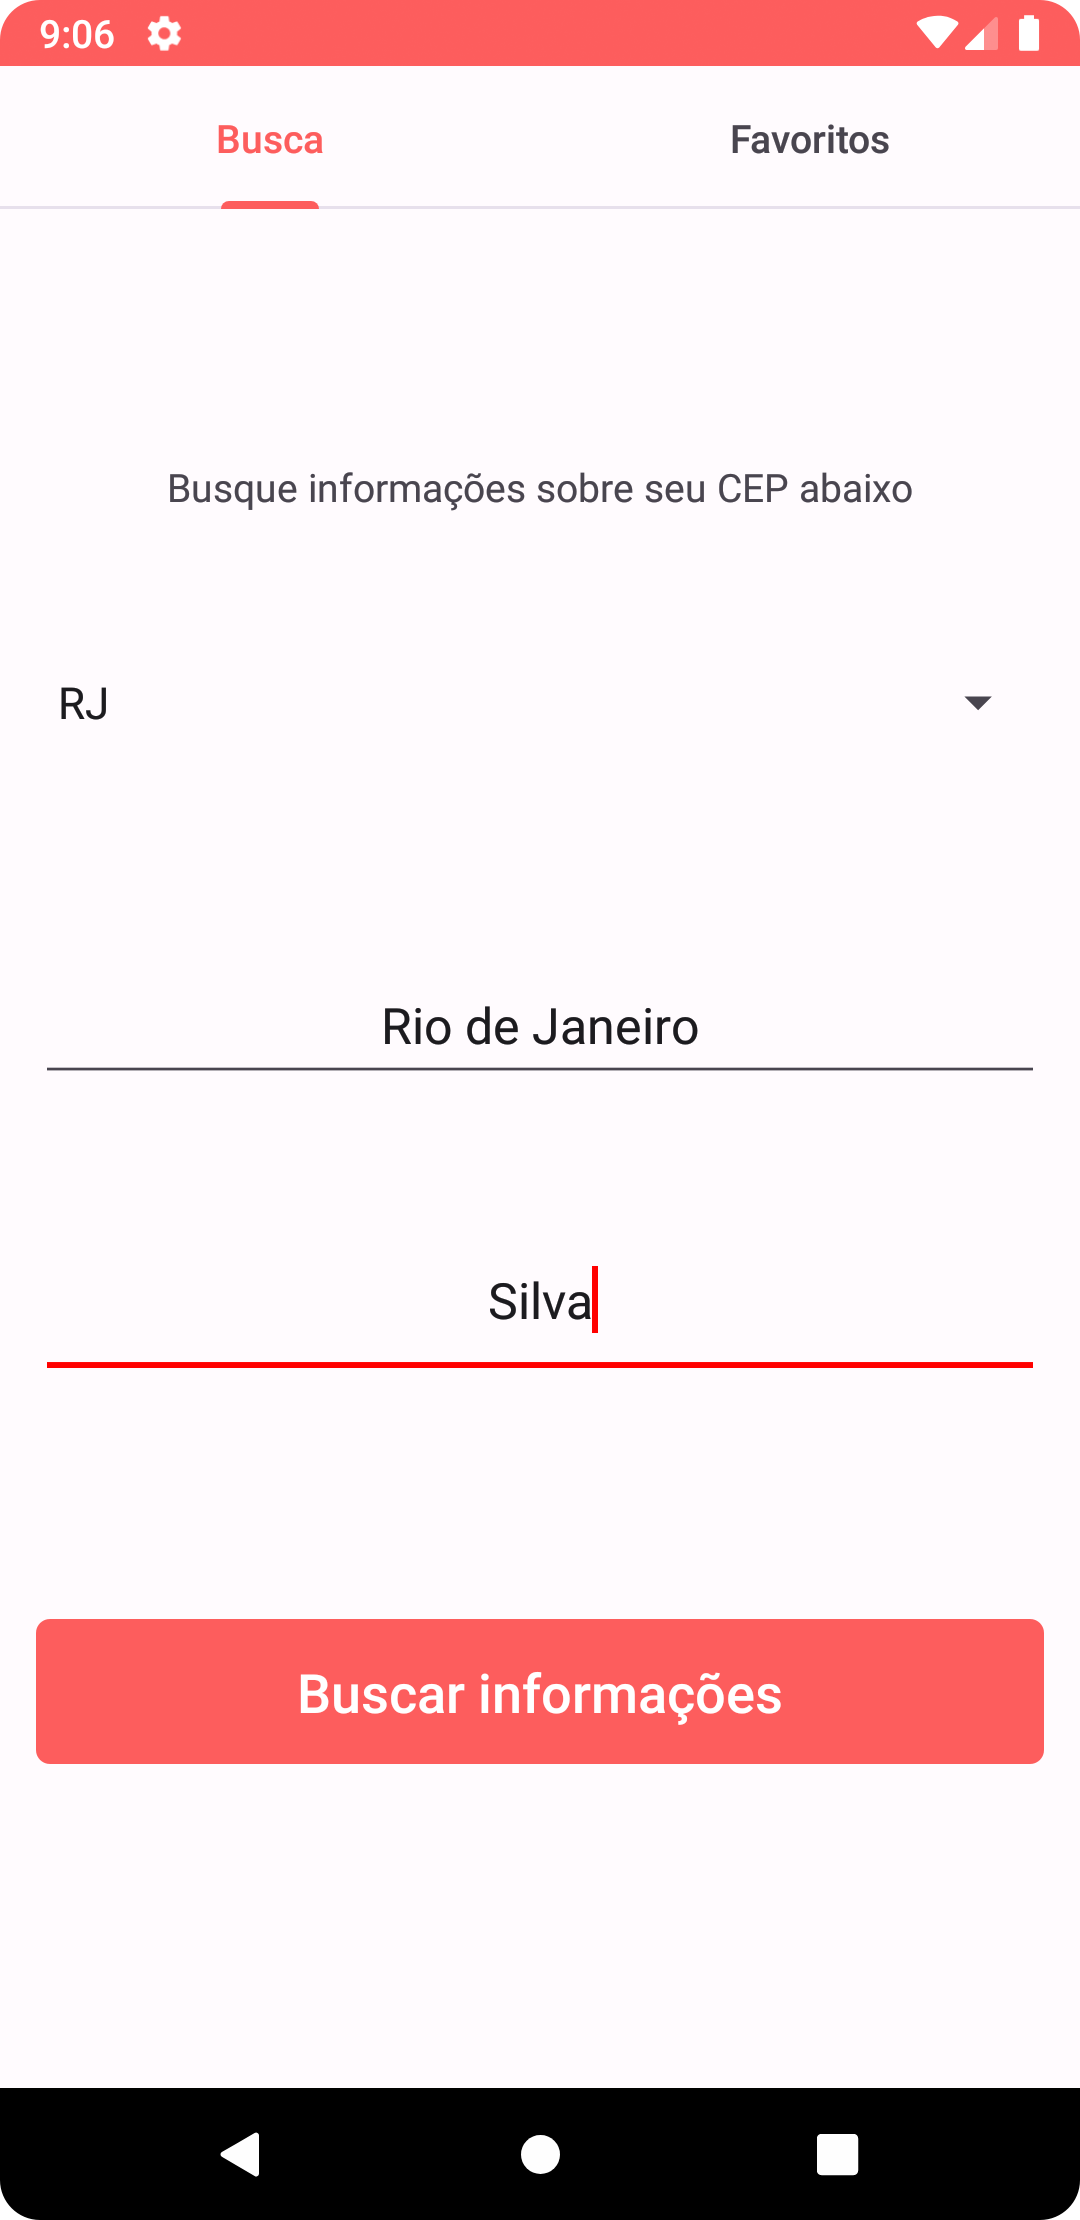 9:06
Busca
Favoritos
Busque informações sobre seu CEP abaixo
RJ
Rio de Janeiro
Silva
Buscar informações